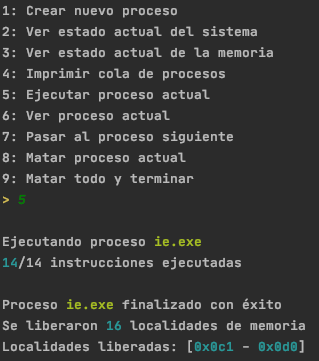 1: Crear nuevo proceso
2: Ver estado actual del sistema
3: Ver estado actual de la memoria
4: Imprimir cola de procesos
5: Ejecutar proceso actual
6: Ver proceso actual
7: Pasar al proceso siguiente
8: Matar proceso actual
9: Matar todo y terminar
> 5
Ejecutando proceso ie.exe
14/14 instrucciones ejecutadas
Proceso ie.exe finalizado con éxito
Se liberaron 16 localidades de memoria
Localidades liberadas: [0x0c1 - 0x0d0]